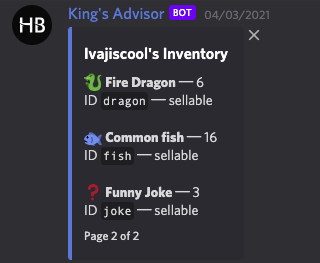 HB
King's Advisor BOT 04/03/2021
Ivajiscool's Inventory
Fire Dragon — 6
ID dragon — sellable
Common fish — 16
ID fish — sellable
❓ Funny Joke — 3
ID joke — sellable
Page 2 of 2